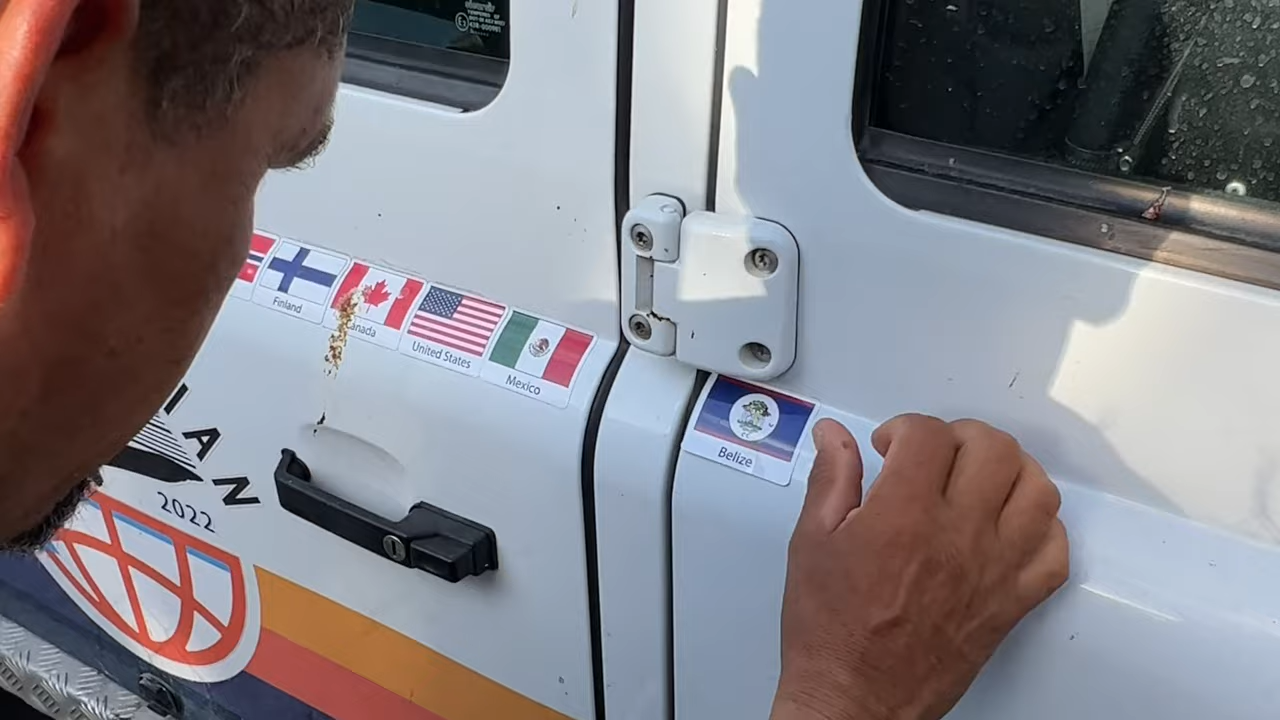 Finland
Canada
United States
Mexico
Belize
IAN
2022